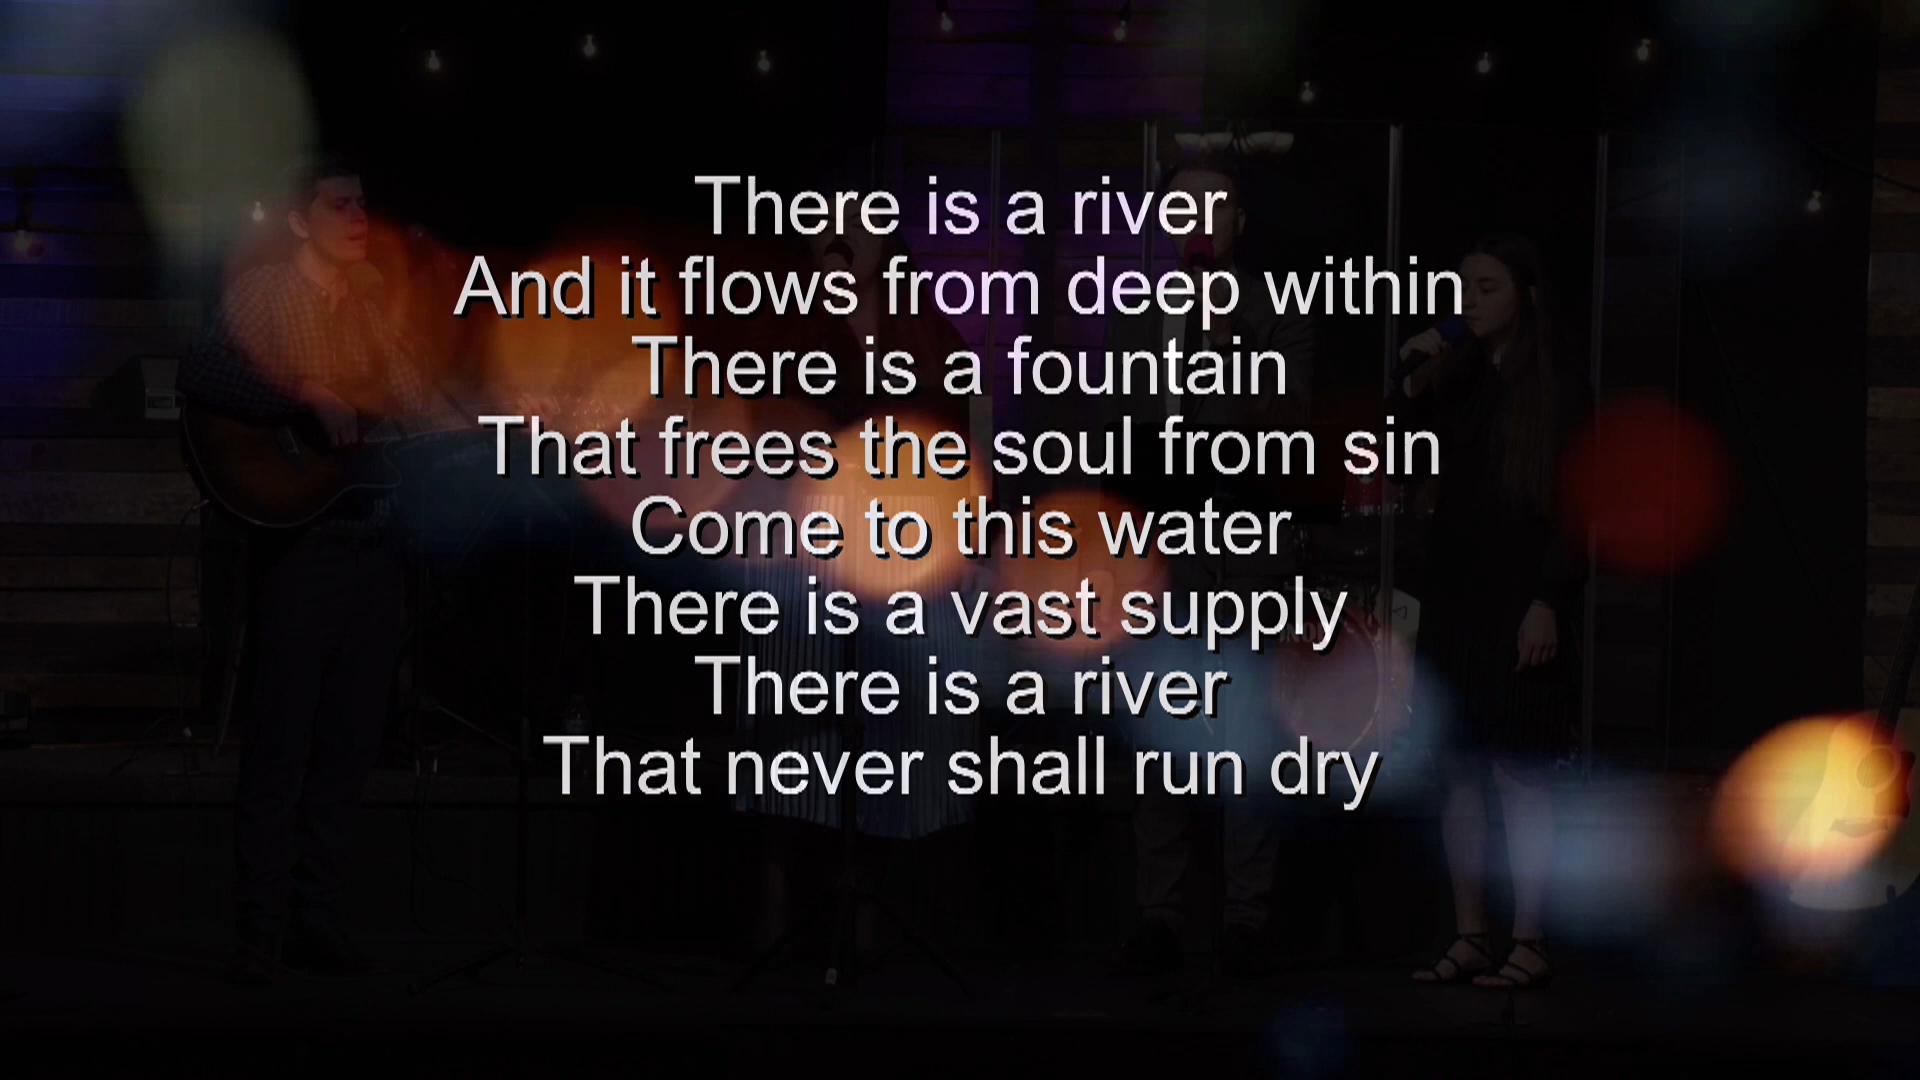 There is a river
And it flows from deep within
There is a fountain
That frees the soul from sin
Come to this water
There is a vast supply
There is a river
That never shall run dry